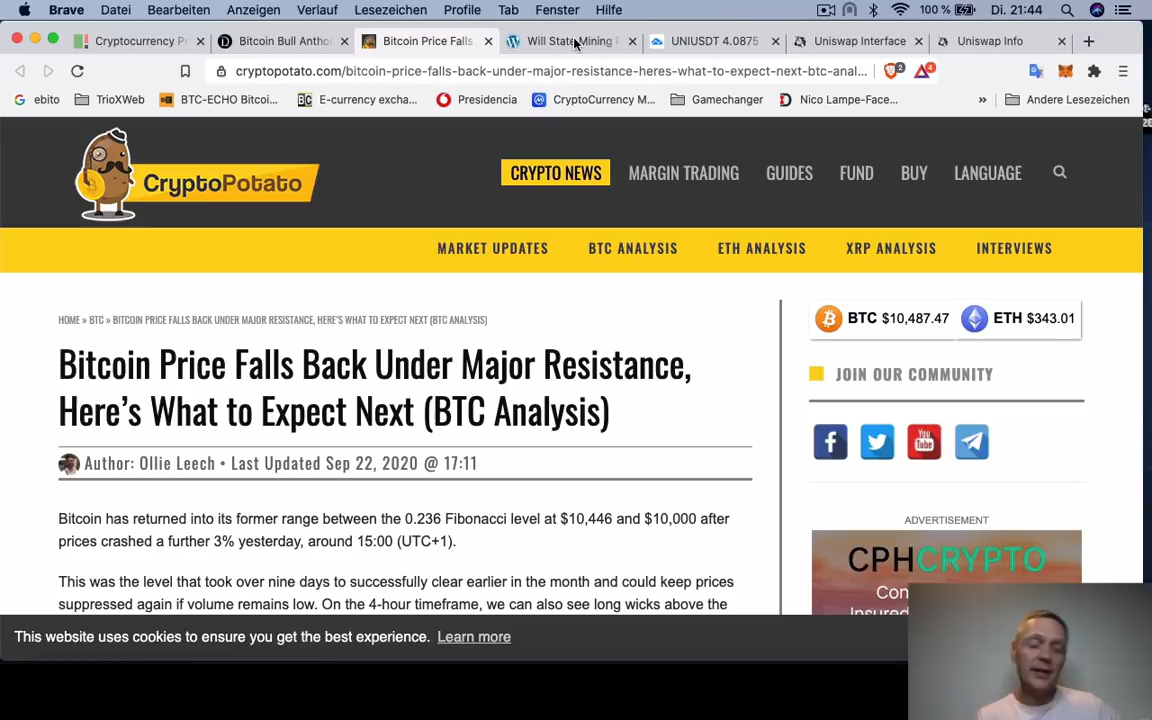 Brave Datei Bearbeiten Anzeigen Verlauf Lesezeichen Profile Tab Fenster Hilfe 100 % Di. 21:44
Cryptocurrency Pr Bitcoin Bull Antho Bitcoin Price Falls Will State Mining P UNIUSDT 4.0875 Uniswap Interface Uniswap Info
cryptopotato.com/bitcoin-price-falls-back-under-major-resistance-heres-what-to-expect-next-btc-anal... 2 4
ebito TrioXWeb BTC-ECHO Bitcoi... E-currency excha... Presidencia CryptoCurrency M... Gamechanger Nico Lampe-Face... » Andere Lesezeichen
CryptoPotato
CRYPTO NEWS MARGIN TRADING GUIDES FUND BUY LANGUAGE
MARKET UPDATES BTC ANALYSIS ETH ANALYSIS XRP ANALYSIS INTERVIEWS
HOME » BTC » BITCOIN PRICE FALLS BACK UNDER MAJOR RESISTANCE, HERE'S WHAT TO EXPECT NEXT (BTC ANALYSIS)
Bitcoin Price Falls Back Under Major Resistance,
Here's What to Expect Next (BTC Analysis)
Author: Ollie Leech • Last Updated Sep 22, 2020 @ 17:11
Bitcoin has returned into its former range between the 0.236 Fibonacci level at $10,446 and $10,000 after
prices crashed a further 3% yesterday, around 15:00 (UTC+1).
This was the level that took over nine days to successfully clear earlier in the month and could keep prices
suppressed again if volume remains low. On the 4-hour timeframe, we can also see long wicks above the
BTC $10,487.47 ETH $343.01
JOIN OUR COMMUNITY
You
Tube
ADVERTISEMENT
CPHCRYPTO
Con
Insured
This website uses cookies to ensure you get the best experience. Learn more